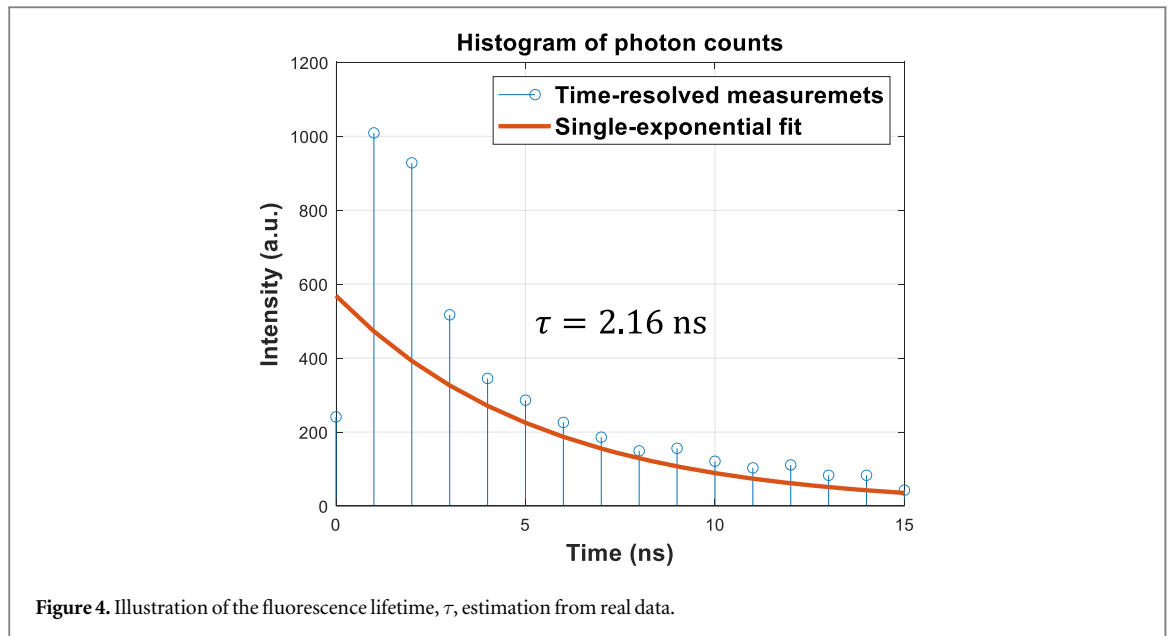 Histogram of photon counts
1200
1000
800
600
400
200
0
Intensity (a.u.)
Time-resolved measuremets
Single-exponential fit
τ = 2.16 ns
0 5 10 15
Time (ns)
Figure 4. Illustration of the fluorescence lifetime, τ, estimation from real data.